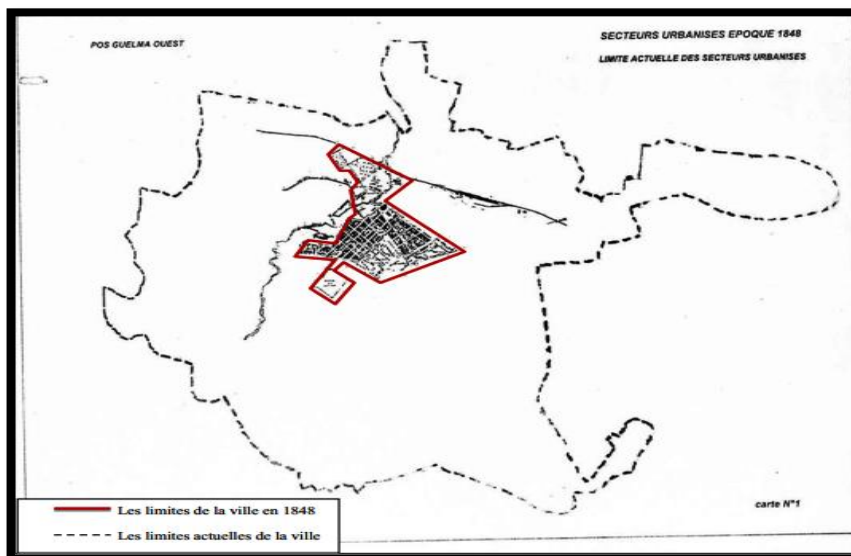 SECTEURS URBANISES EPOQUE 1848
POS GUELMA OUEST
LIMITE ACTUELLE DES SECTEURS URBANISES
carte N°1
Les limites de la ville en 1848
Les limites actuelles de la ville